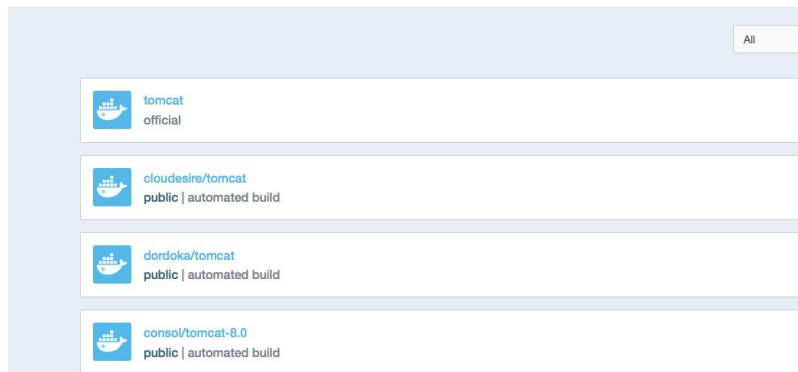 All
tomcat
official
cloudesire/tomcat
public | automated build
dordoka/tomcat
public | automated build
consol/tomcat-8.0
public | automated build